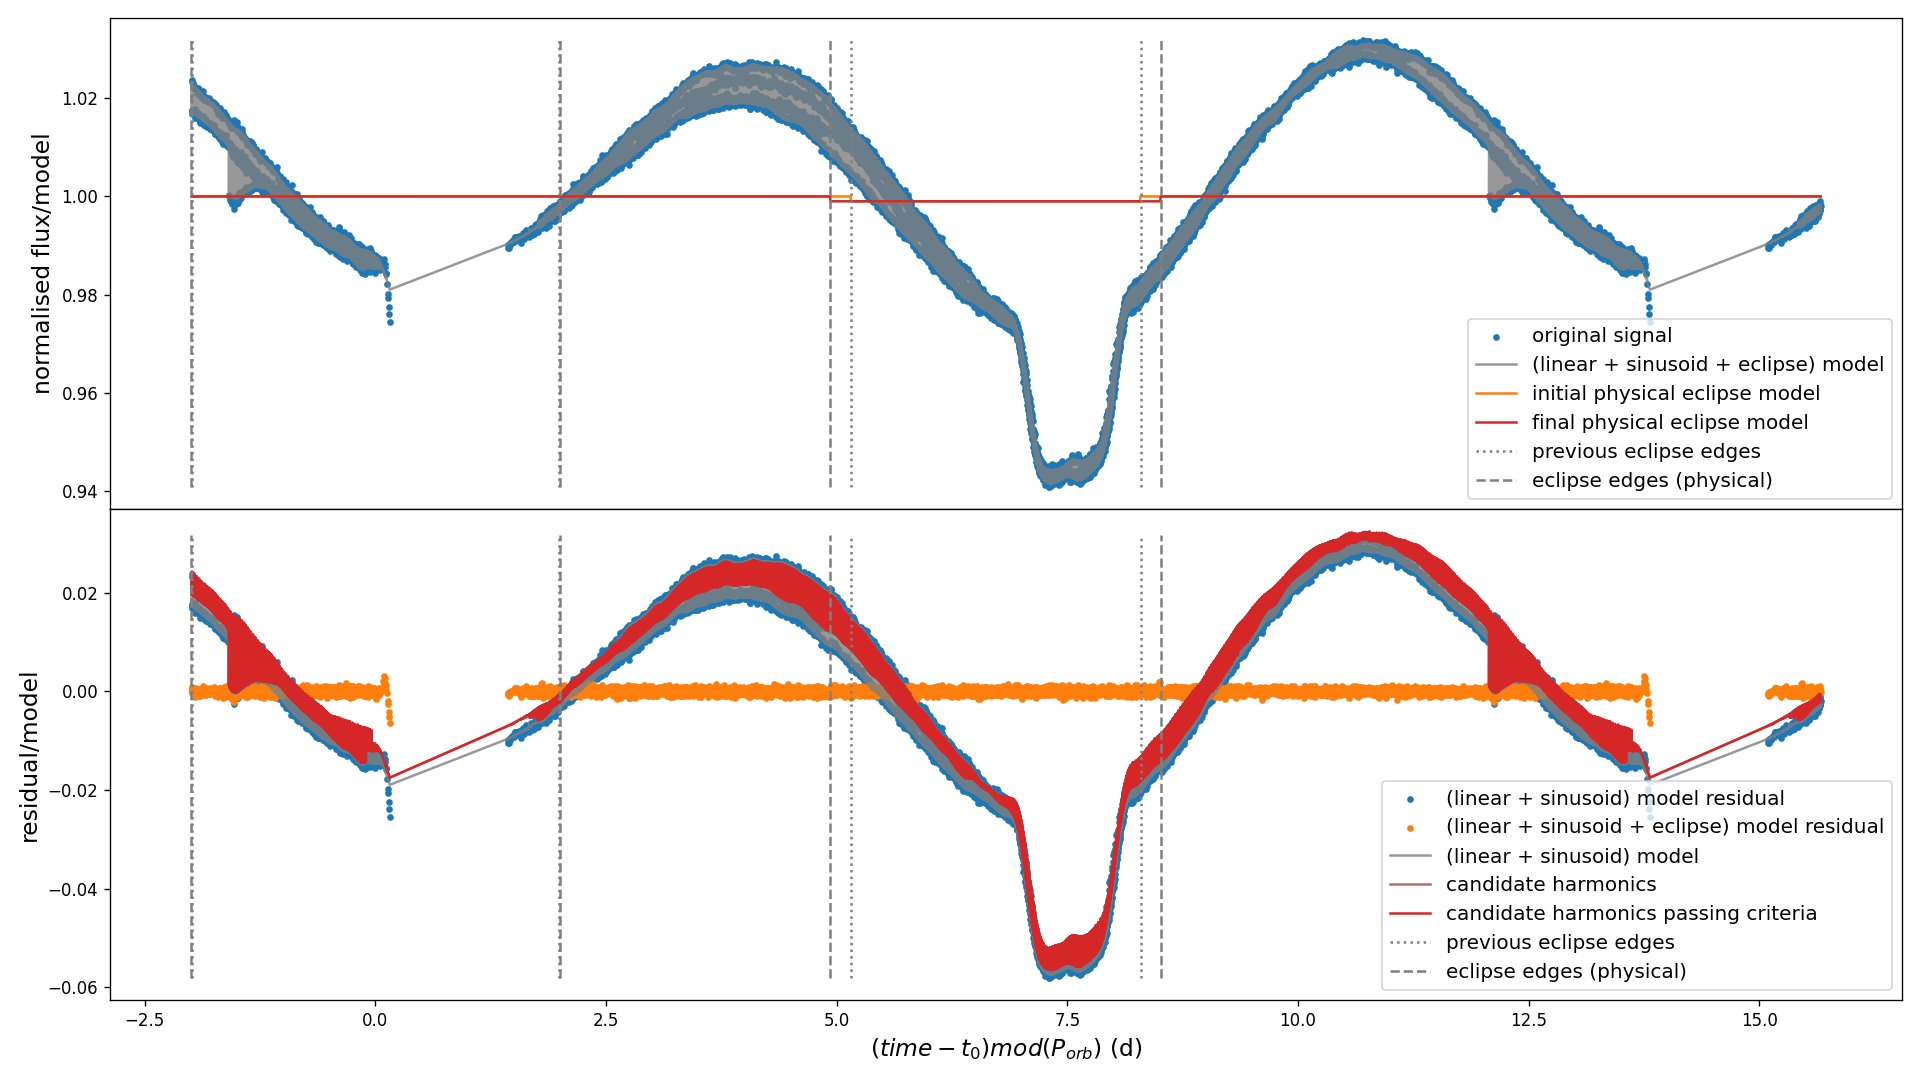 normalised flux/model
1.02
1.00
0.98
0.96
0.94
original signal
(linear + sinusoid + eclipse) model
initial physical eclipse model
final physical eclipse model
previous eclipse edges
eclipse edges (physical)
residual/model
0.02
0.00
−0.02
−0.04
−0.06
(linear + sinusoid) model residual
(linear + sinusoid + eclipse) model residual
(linear + sinusoid) model
candidate harmonics
candidate harmonics passing criteria
previous eclipse edges
eclipse edges (physical)
−2.5 0.0 2.5 5.0 7.5 10.0 12.5 15.0
(time − t₀)mod(P_orb) (d)